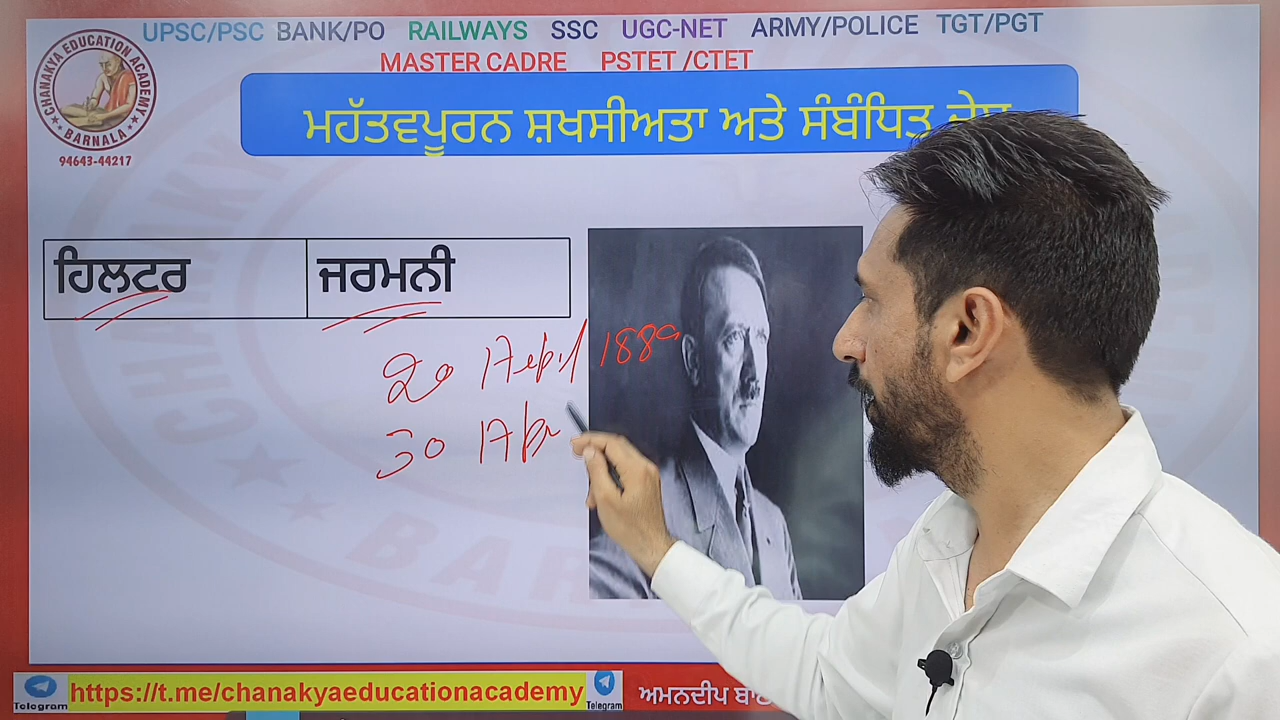 UPSC/PSC BANK/PO RAILWAYS SSC UGC-NET ARMY/POLICE TGT/PGT
MASTER CADRE PSTET /CTET
CHANAKYA EDUCATION ACADEMY
BARNALA
94643-44217
ਮਹੱਤਵਪੂਰਨ ਸ਼ਖਸੀਅਤਾ ਅਤੇ ਸੰਬੰਧਿਤ
ਹਿਲਟਰ ਜਰਮਨੀ
20 April 1889
30 Apr
Telegram https://t.me/chanakyaeducationacademy Telegram ਅਮਨਦੀਪ